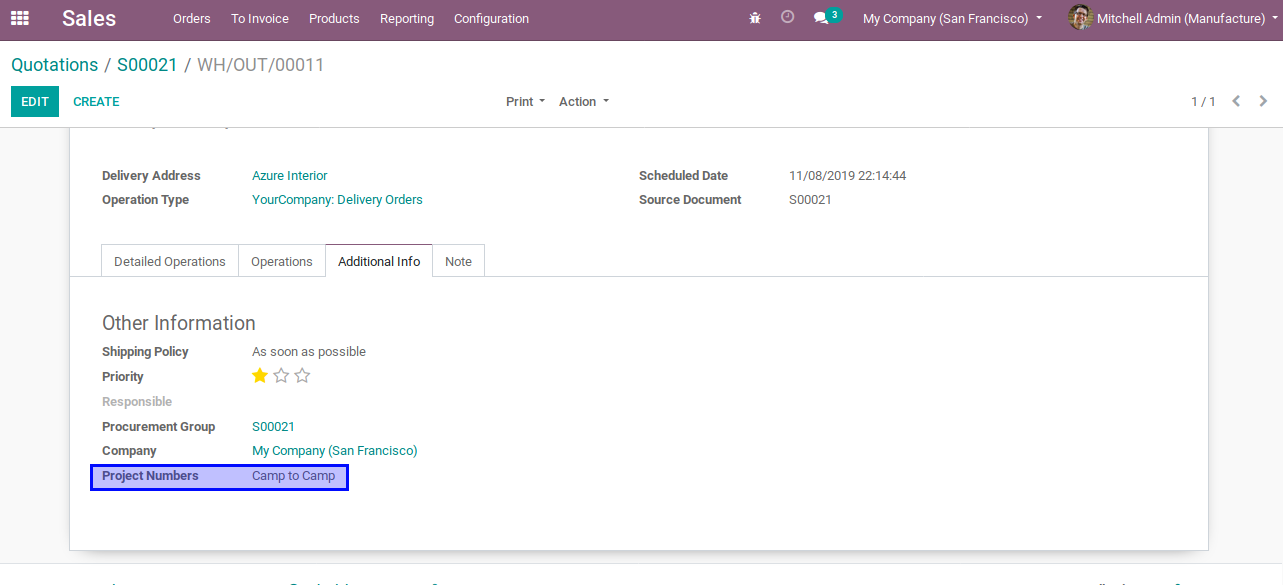 Sales Orders To Invoice Products Reporting Configuration 3 My Company (San Francisco) Mitchell Admin (Manufacture)
Quotations / S00021 / WH/OUT/00011
EDIT CREATE Print Action 1 / 1
Delivery Address Azure Interior Scheduled Date 11/08/2019 22:14:44
Operation Type YourCompany: Delivery Orders Source Document S00021
Detailed Operations Operations Additional Info Note
Other Information
Shipping Policy As soon as possible
Priority
Responsible
Procurement Group S00021
Company My Company (San Francisco)
Project Numbers Camp to Camp